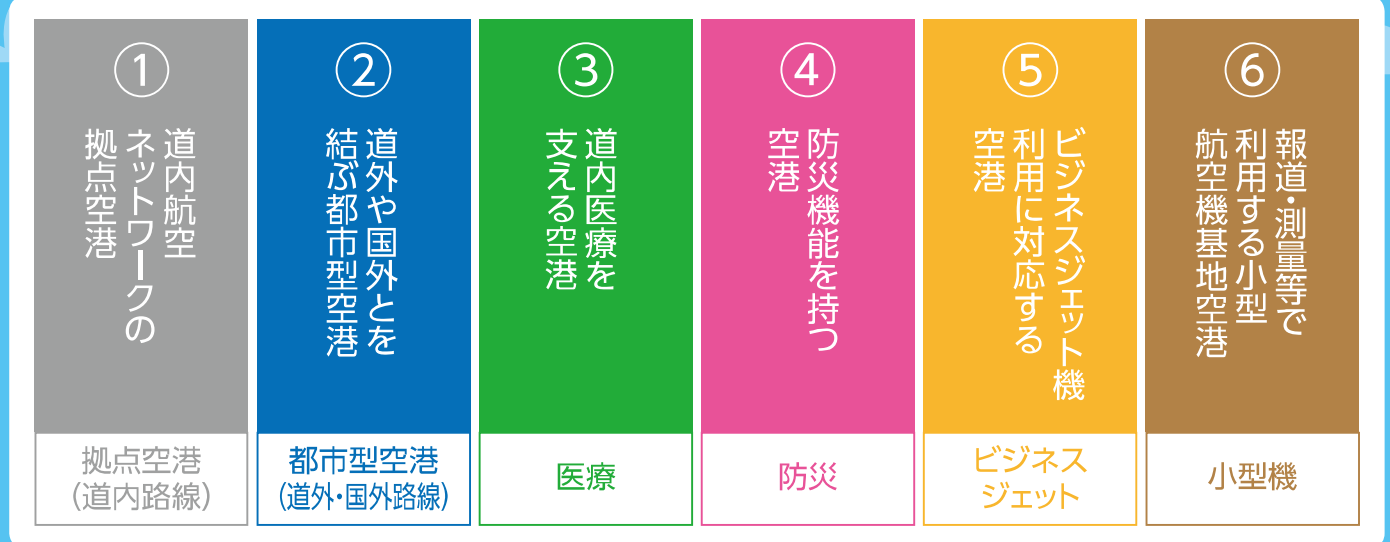 ①
道内航空
ネットワークの
拠点空港
拠点空港
(道内路線)
②
道外や国外とを
結ぶ都市型空港
都市型空港
(道外・国外路線)
③
道内医療を
支える空港
医療
④
防災機能を持つ
空港
防災
⑤
ビジネスジェット機
利用に対応する
空港
ビジネス
ジェット
⑥
報道・測量等で
利用する小型
航空機基地空港
小型機